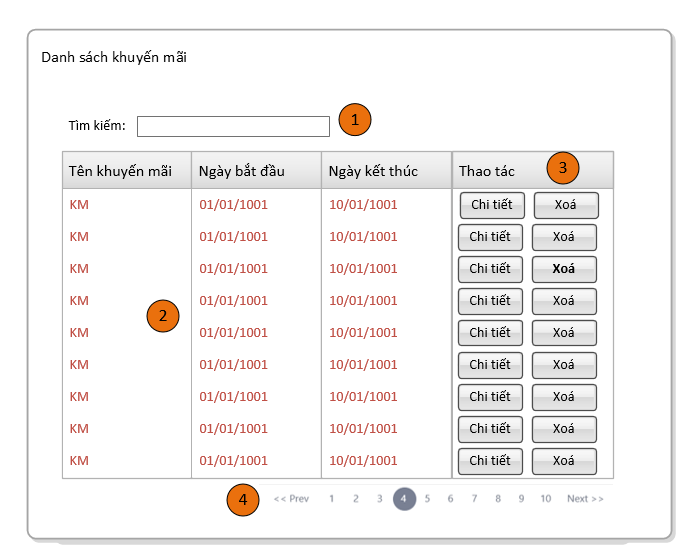 Danh sách khuyến mãi
Tìm kiếm: 1
Tên khuyến mãi Ngày bắt đầu Ngày kết thúc Thao tác 3
KM 01/01/1001 10/01/1001 Chi tiết Xoá
KM 01/01/1001 10/01/1001 Chi tiết Xoá
KM 01/01/1001 10/01/1001 Chi tiết Xoá
KM 01/01/1001 10/01/1001 Chi tiết Xoá
2
KM 01/01/1001 10/01/1001 Chi tiết Xoá
KM 01/01/1001 10/01/1001 Chi tiết Xoá
KM 01/01/1001 10/01/1001 Chi tiết Xoá
KM 01/01/1001 10/01/1001 Chi tiết Xoá
KM 01/01/1001 10/01/1001 Chi tiết Xoá
4 << Prev 1 2 3 4 5 6 7 8 9 10 Next >>